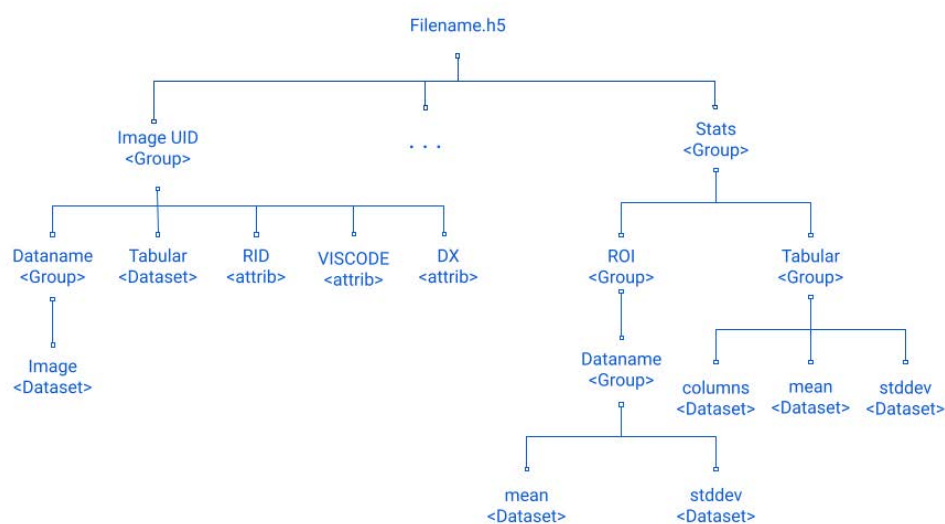 Filename.h5
Image UID
<Group>
. . .
Stats
<Group>
Dataname
<Group>
Tabular
<Dataset>
RID
<attrib>
VISCODE
<attrib>
DX
<attrib>
ROI
<Group>
Tabular
<Group>
Image
<Dataset>
Dataname
<Group>
columns
<Dataset>
mean
<Dataset>
stddev
<Dataset>
mean
<Dataset>
stddev
<Dataset>